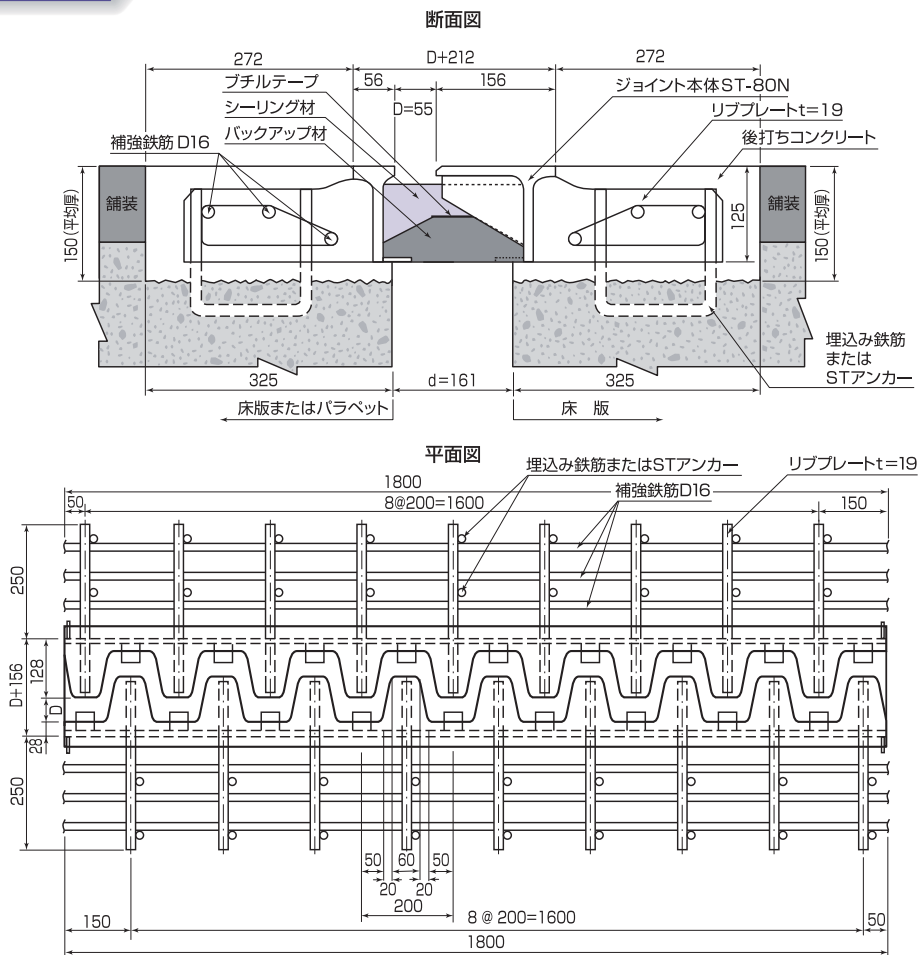 断面図
272
D+212
272
56
156
D=55
ブチルテープ
シーリング材
バックアップ材
補強鉄筋D16
ジョイント本体ST-80N
リブプレートt=19
後打ちコンクリート
舗装
150(平均厚)
125
舗装
150(平均厚)
埋込み鉄筋
または
STアンカー
325
d=161
325
床版またはパラペット
床版
平面図
埋込み鉄筋またはSTアンカー
リブプレートt=19
1800
補強鉄筋D16
50
8@200=1600
150
250
D+156
128
D
28
250
50
60
50
20
20
200
150
8@200=1600
50
1800